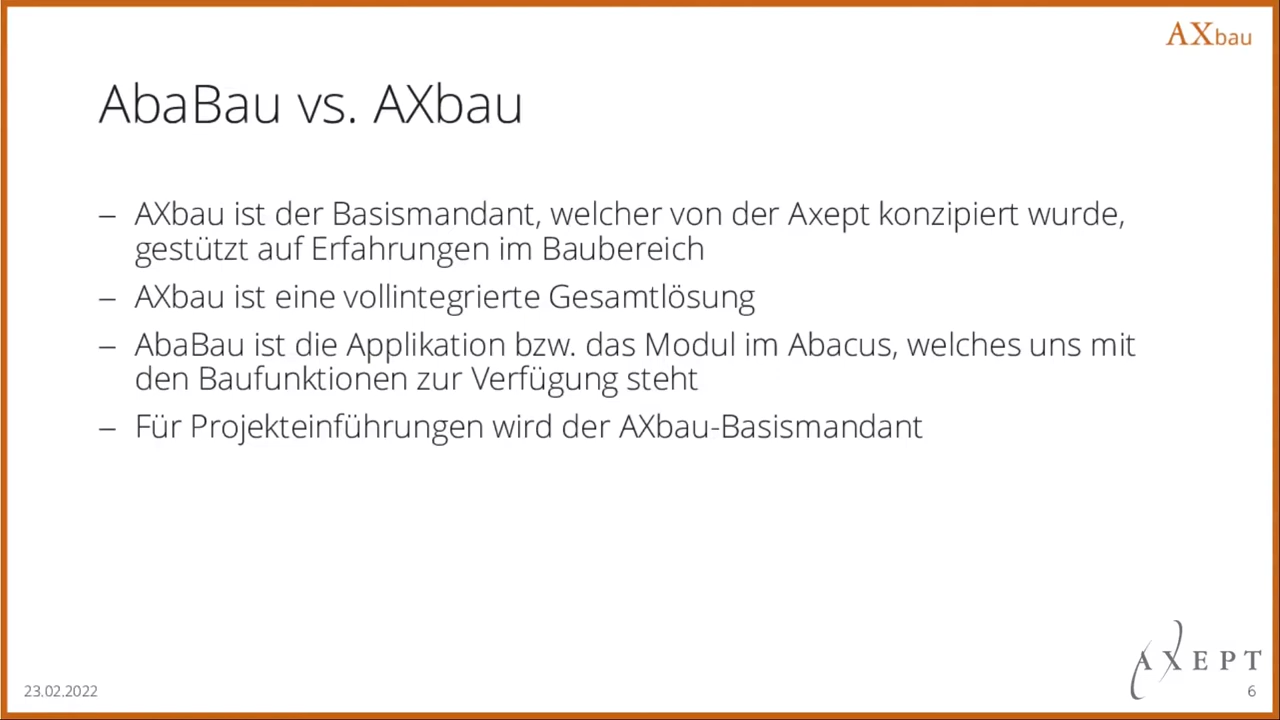 AXbau
AbaBau vs. AXbau
– AXbau ist der Basismandant, welcher von der Axept konzipiert wurde,
gestützt auf Erfahrungen im Baubereich
– AXbau ist eine vollintegrierte Gesamtlösung
– AbaBau ist die Applikation bzw. das Modul im Abacus, welches uns mit
den Baufunktionen zur Verfügung steht
– Für Projekteinführungen wird der AXbau-Basismandant
AXEPT
23.02.2022
6